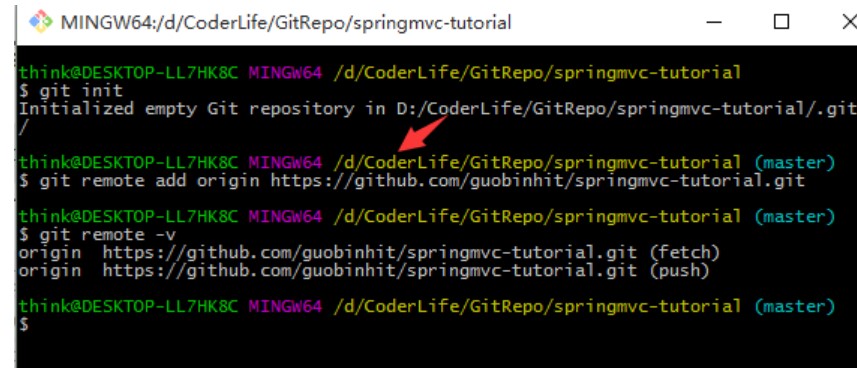 MINGW64:/d/CoderLife/GitRepo/springmvc-tutorial
think@DESKTOP-LL7HK8C MINGW64 /d/CoderLife/GitRepo/springmvc-tutorial
$ git init
Initialized empty Git repository in D:/CoderLife/GitRepo/springmvc-tutorial/.git
/
think@DESKTOP-LL7HK8C MINGW64 /d/CoderLife/GitRepo/springmvc-tutorial (master)
$ git remote add origin https://github.com/guobinhit/springmvc-tutorial.git
think@DESKTOP-LL7HK8C MINGW64 /d/CoderLife/GitRepo/springmvc-tutorial (master)
$ git remote -v
origin  https://github.com/guobinhit/springmvc-tutorial.git (fetch)
origin  https://github.com/guobinhit/springmvc-tutorial.git (push)
think@DESKTOP-LL7HK8C MINGW64 /d/CoderLife/GitRepo/springmvc-tutorial (master)
$